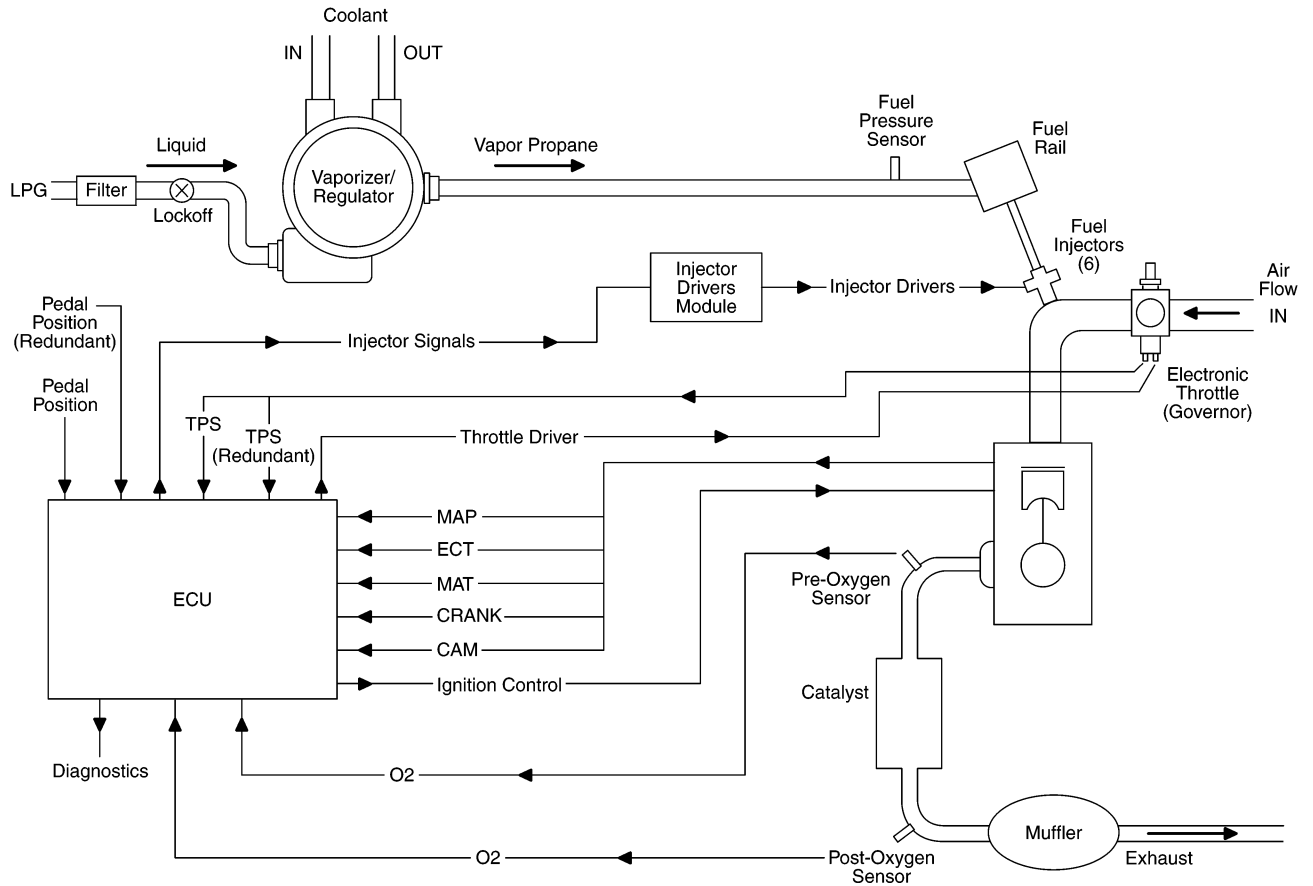 Coolant
IN
OUT
Fuel
Pressure
Sensor
Fuel
Rail
Liquid
Vapor Propane
LPG
Filter
Lockoff
Vaporizer/
Regulator
Fuel
Injectors
(6)
Injector
Drivers
Module
Injector Drivers
Air
Flow
IN
Pedal
Position
(Redundant)
Injector Signals
Pedal
Position
Electronic
Throttle
(Governor)
TPS
TPS
(Redundant)
Throttle Driver
MAP
ECT
MAT
CRANK
CAM
Ignition Control
ECU
Pre-Oxygen
Sensor
Catalyst
Diagnostics
O2
Muffler
O2
Post-Oxygen
Sensor
Exhaust